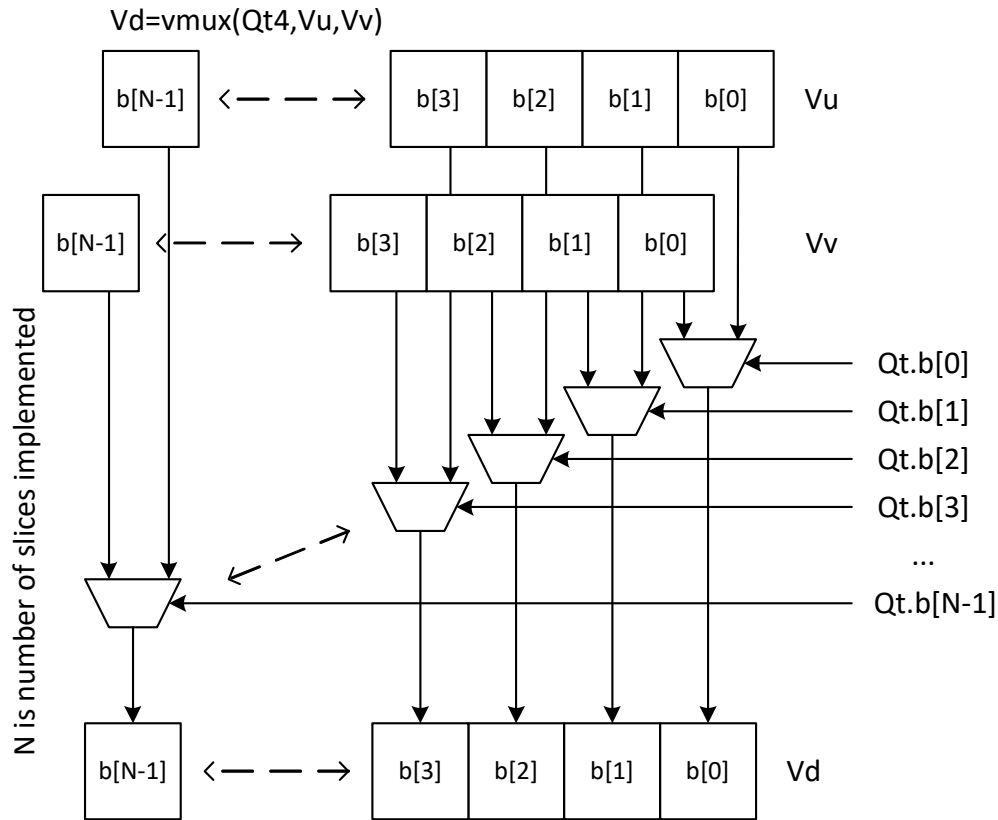 Vd=vmux(Qt4,Vu,Vv)
b[N-1] b[3] b[2] b[1] b[0] Vu
b[N-1] b[3] b[2] b[1] b[0] Vv
N is number of slices implemented
Qt.b[0]
Qt.b[1]
Qt.b[2]
Qt.b[3]
...
Qt.b[N-1]
b[N-1] b[3] b[2] b[1] b[0] Vd